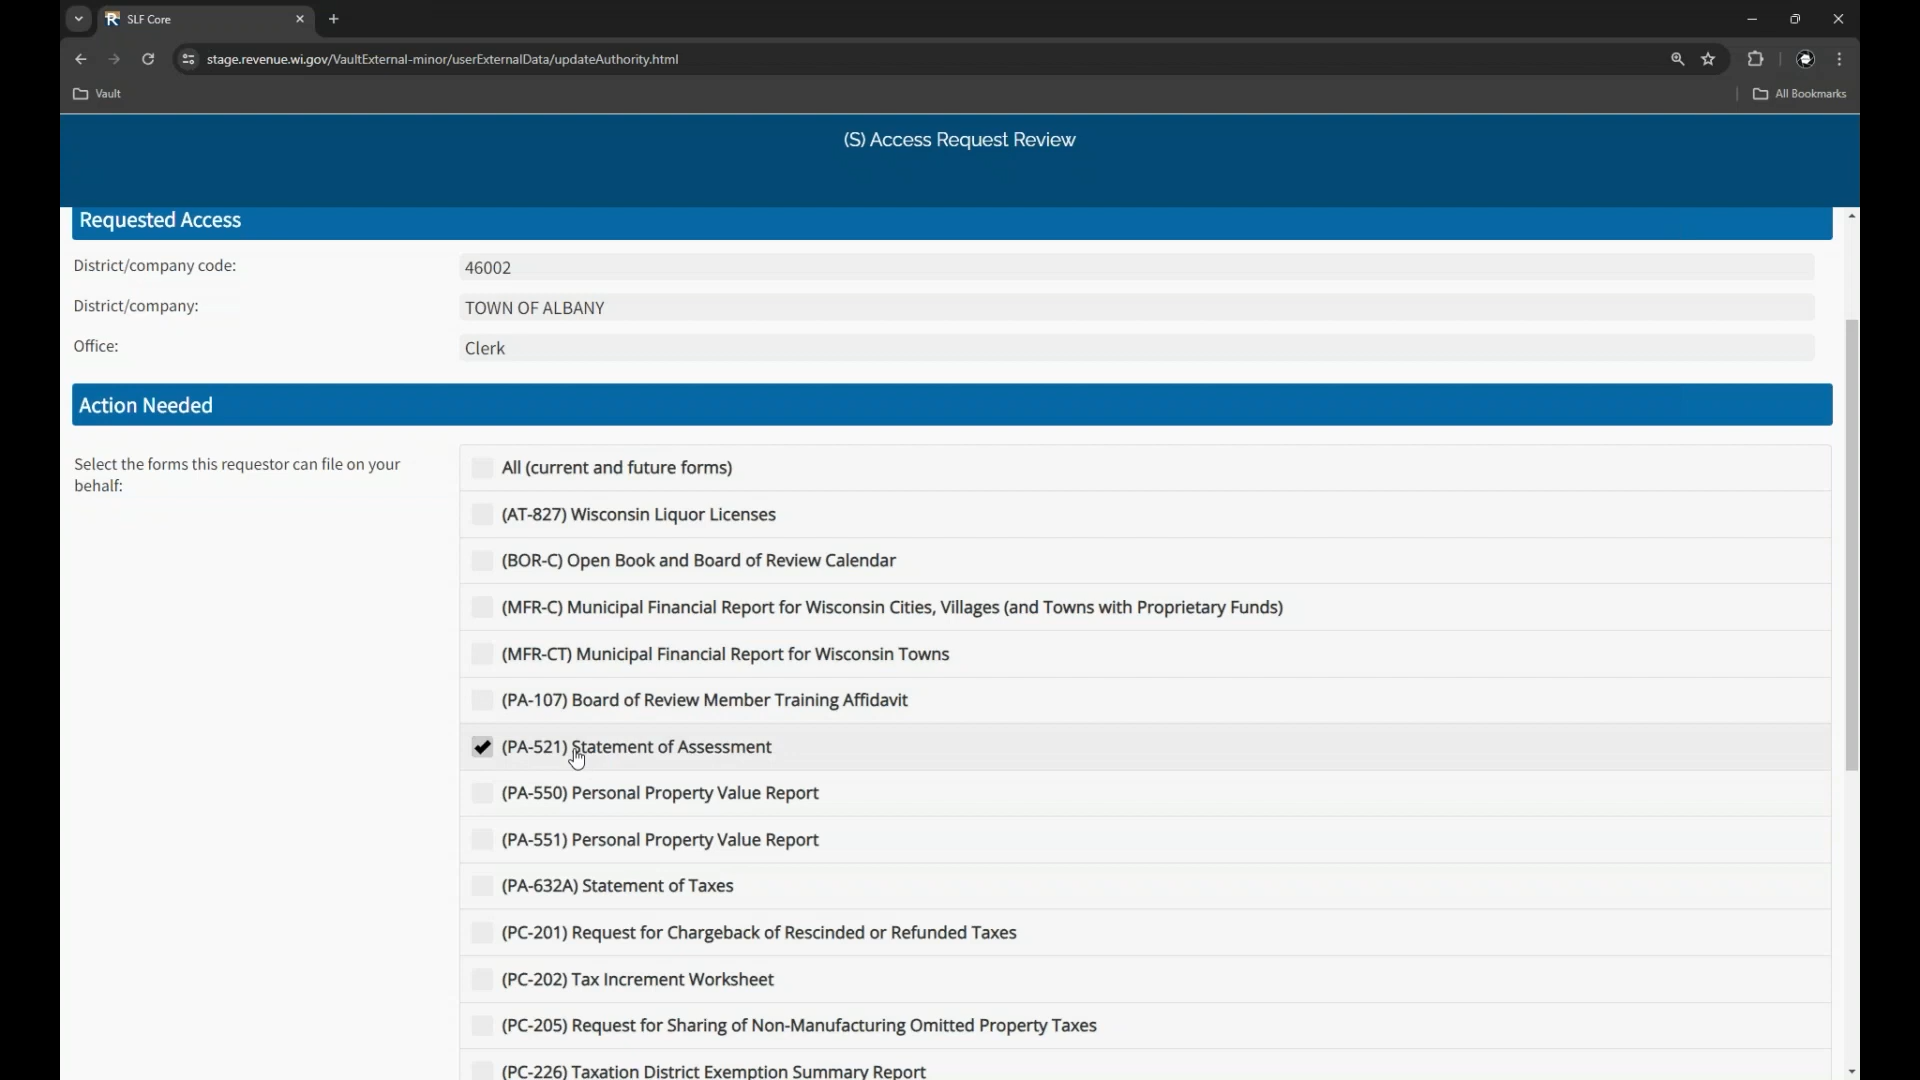 SLF Core
stage.revenue.wi.gov/VaultExternal-minor/userExternalData/updateAuthority.html
Vault
All Bookmarks
(S) Access Request Review
Requested Access
District/company code:
46002
District/company:
TOWN OF ALBANY
Office:
Clerk
Action Needed
Select the forms this requestor can file on your
behalf:
All (current and future forms)
(AT-827) Wisconsin Liquor Licenses
(BOR-C) Open Book and Board of Review Calendar
(MFR-C) Municipal Financial Report for Wisconsin Cities, Villages (and Towns with Proprietary Funds)
(MFR-CT) Municipal Financial Report for Wisconsin Towns
(PA-107) Board of Review Member Training Affidavit
(PA-521) Statement of Assessment
(PA-550) Personal Property Value Report
(PA-551) Personal Property Value Report
(PA-632A) Statement of Taxes
(PC-201) Request for Chargeback of Rescinded or Refunded Taxes
(PC-202) Tax Increment Worksheet
(PC-205) Request for Sharing of Non-Manufacturing Omitted Property Taxes
(PC-226) Taxation District Exemption Summary Report